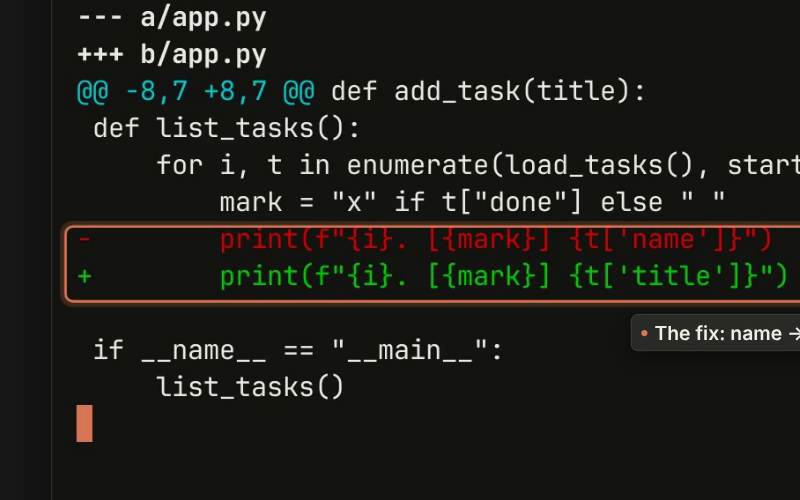 --- a/app.py
+++ b/app.py
@@ -8,7 +8,7 @@ def add_task(title):
 def list_tasks():
     for i, t in enumerate(load_tasks(), start
         mark = "x" if t["done"] else " "
-        print(f"{i}. [{mark}] {t['name']}")
+        print(f"{i}. [{mark}] {t['title']}")
• The fix: name →
 if __name__ == "__main__":
     list_tasks()